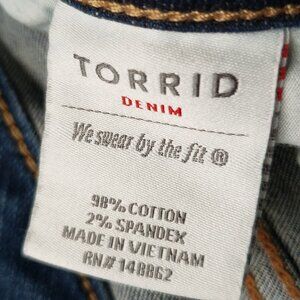 TORRID
DENIM
We swear by the fit ®
98% COTTON
2% SPANDEX
MADE IN VIETNAM
RN# 148862